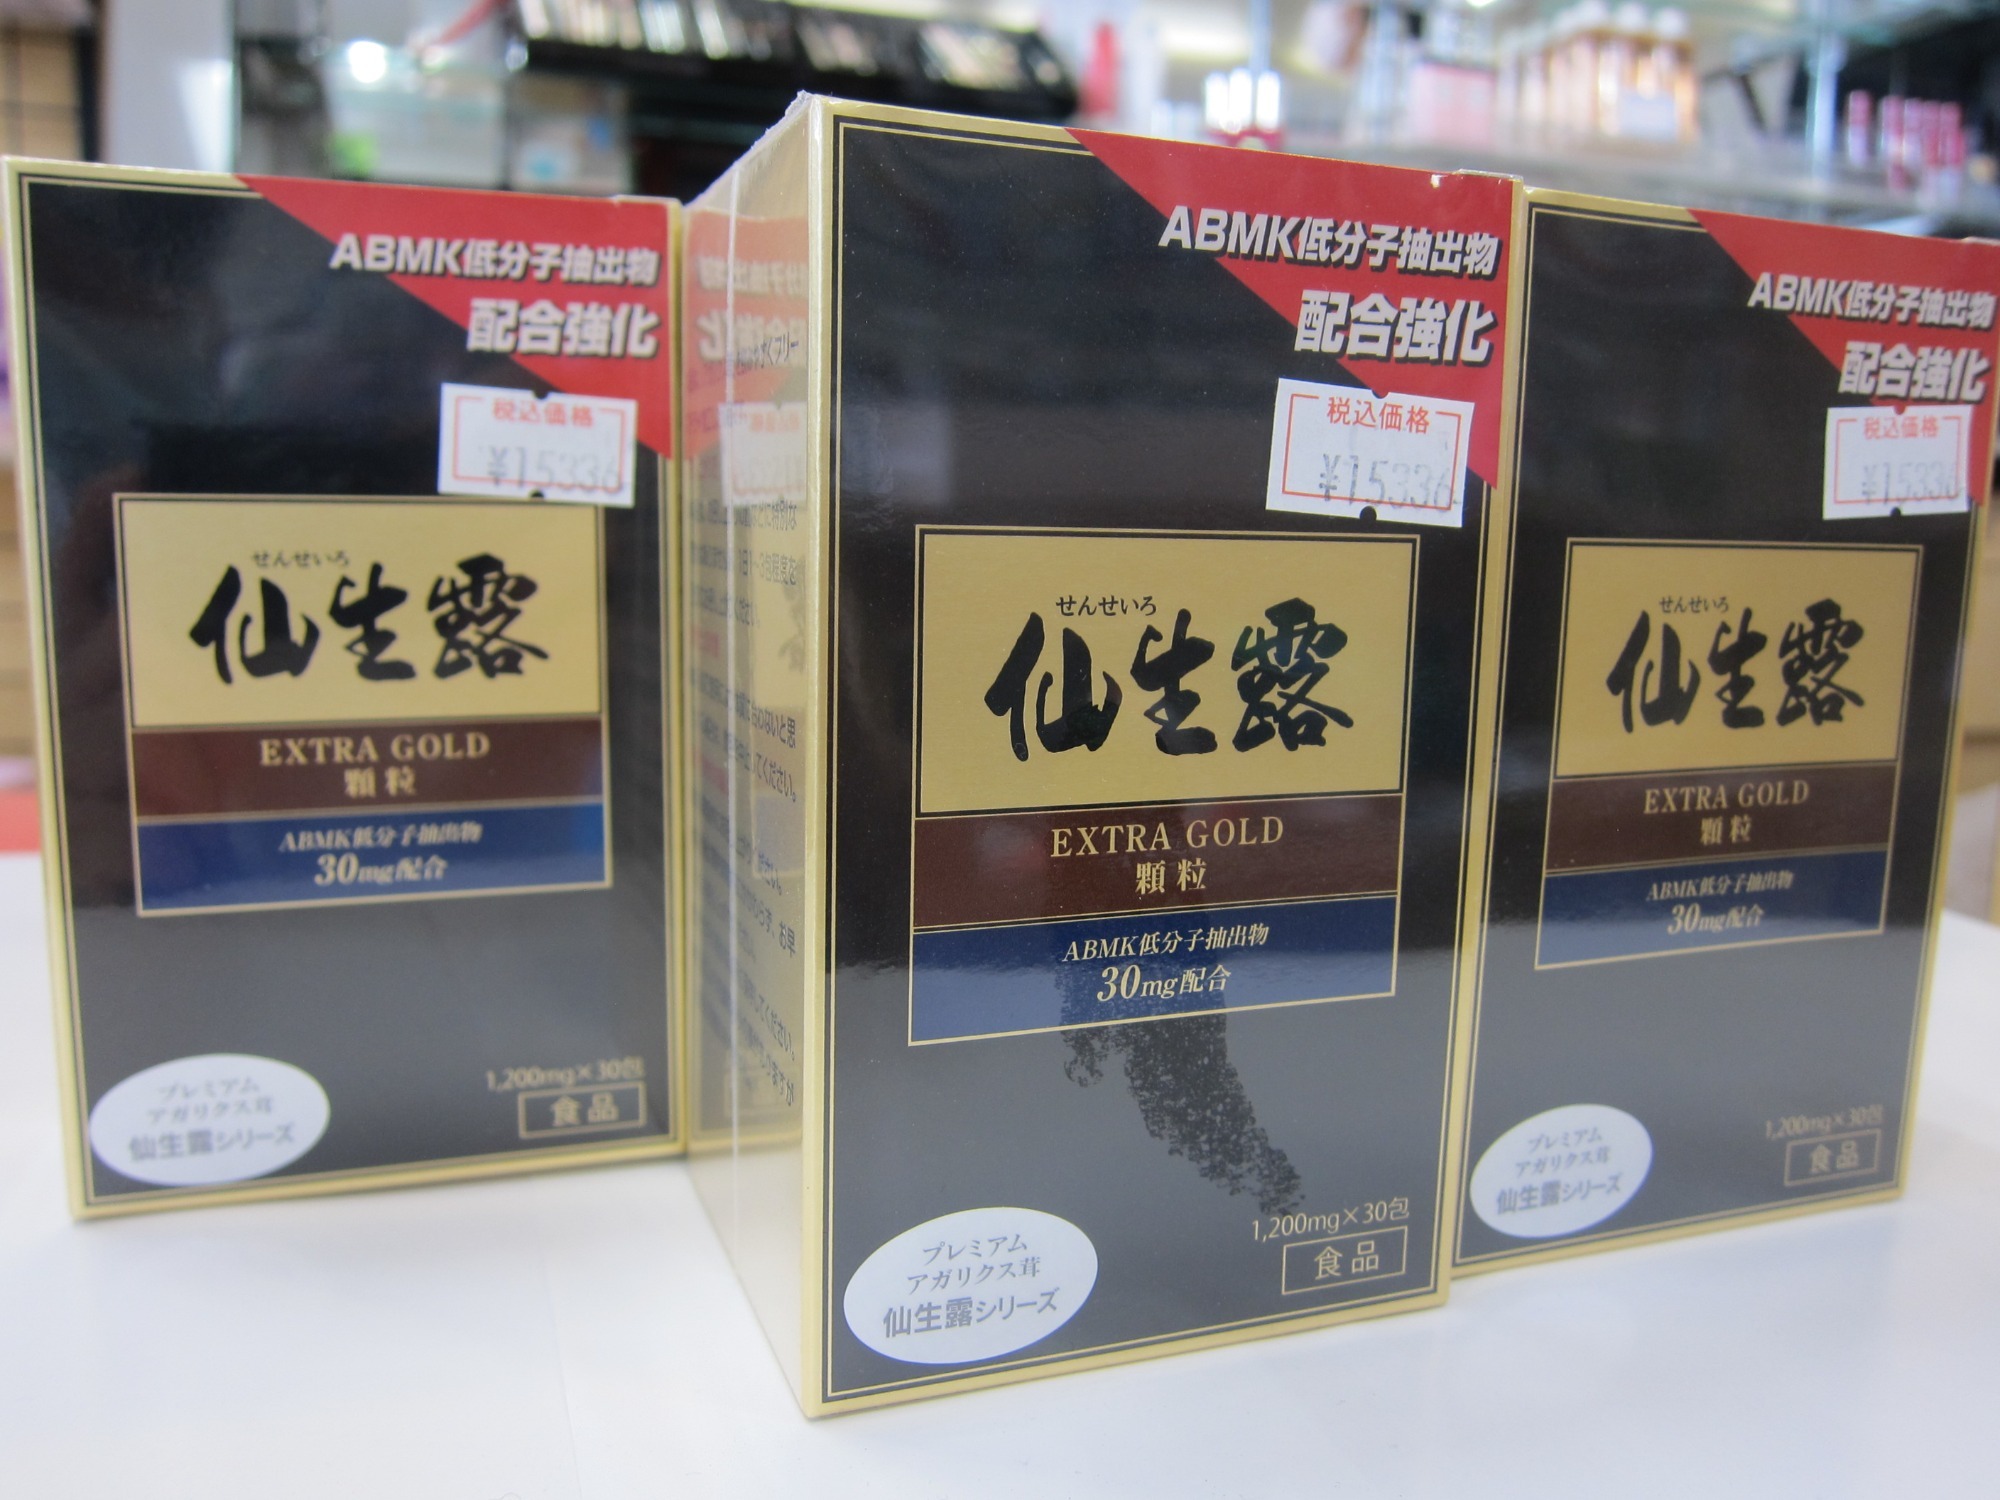 ABMK低分子抽出物
配合強化
税込価格
¥15336
せんせいろ
仙生露
EXTRA GOLD
顆粒
ABMK低分子抽出物
30mg配合
プレミアム
アガリクス茸
仙生露シリーズ
1,200mg×30包
食品
ABMK低分子抽出物
配合強化
税込価格
¥15336
せんせいろ
仙生露
EXTRA GOLD
顆粒
ABMK低分子抽出物
30mg配合
プレミアム
アガリクス茸
仙生露シリーズ
1,200mg×30包
食品
ABMK低分子抽出物
配合強化
税込価格
¥15336
せんせいろ
仙生露
EXTRA GOLD
顆粒
ABMK低分子抽出物
30mg配合
プレミアム
アガリクス茸
仙生露シリーズ
1,200mg×30包
食品